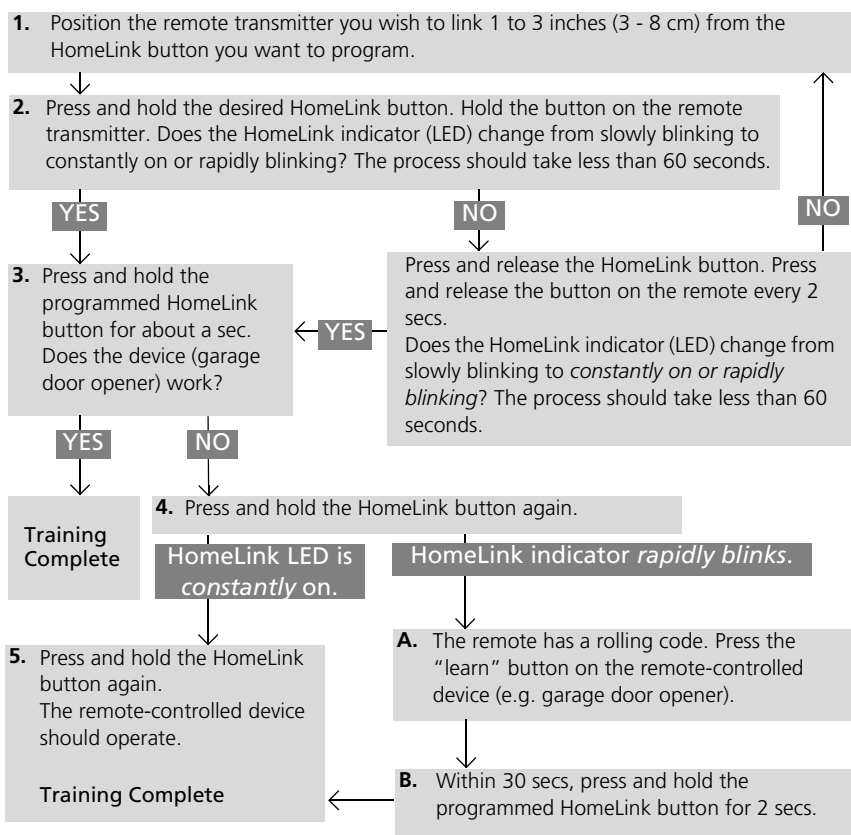 1. Position the remote transmitter you wish to link 1 to 3 inches (3 - 8 cm) from the
HomeLink button you want to program.
2. Press and hold the desired HomeLink button. Hold the button on the remote
transmitter. Does the HomeLink indicator (LED) change from slowly blinking to
constantly on or rapidly blinking? The process should take less than 60 seconds.
YES
NO
NO
3. Press and hold the
programmed HomeLink
button for about a sec.
Does the device (garage
door opener) work?
YES
Press and release the HomeLink button. Press
and release the button on the remote every 2
secs.
Does the HomeLink indicator (LED) change from
slowly blinking to constantly on or rapidly
blinking? The process should take less than 60
seconds.
YES
NO
Training
Complete
4. Press and hold the HomeLink button again.
HomeLink LED is
constantly on.
HomeLink indicator rapidly blinks.
5. Press and hold the HomeLink
button again.
The remote-controlled device
should operate.
Training Complete
A. The remote has a rolling code. Press the
“learn” button on the remote-controlled
device (e.g. garage door opener).
B. Within 30 secs, press and hold the
programmed HomeLink button for 2 secs.